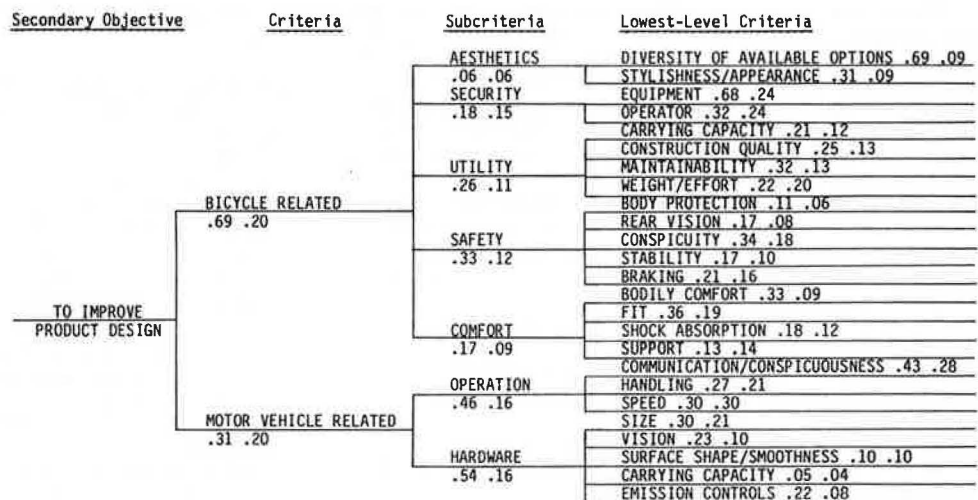 Secondary Objective Criteria Subcriteria Lowest-Level Criteria
AESTHETICS DIVERSITY OF AVAILABLE OPTIONS .69 .09
.06 .06 STYLISHNESS/APPEARANCE .31 .09
SECURITY EQUIPMENT .68 .24
.18 .15 OPERATOR .32 .24
CARRYING CAPACITY .21 .12
CONSTRUCTION QUALITY .25 .13
UTILITY MAINTAINABILITY .32 .13
.26 .11 WEIGHT/EFFORT .22 .20
BICYCLE RELATED BODY PROTECTION .11 .06
.69 .20 REAR VISION .17 .08
SAFETY CONSPICUITY .34 .18
.33 .12 STABILITY .17 .10
BRAKING .21 .16
BODILY COMFORT .33 .09
TO IMPROVE FIT .36 .19
PRODUCT DESIGN COMFORT SHOCK ABSORPTION .18 .12
.17 .09 SUPPORT .13 .14
COMMUNICATION/CONSPICUOUSNESS .43 .28
OPERATION HANDLING .27 .21
.46 .16 SPEED .30 .30
MOTOR VEHICLE RELATED SIZE .30 .21
.31 .20 VISION .23 .10
HARDWARE SURFACE SHAPE/SMOOTHNESS .10 .10
.54 .16 CARRYING CAPACITY .05 .04
EMISSION CONTROLS .22 .08